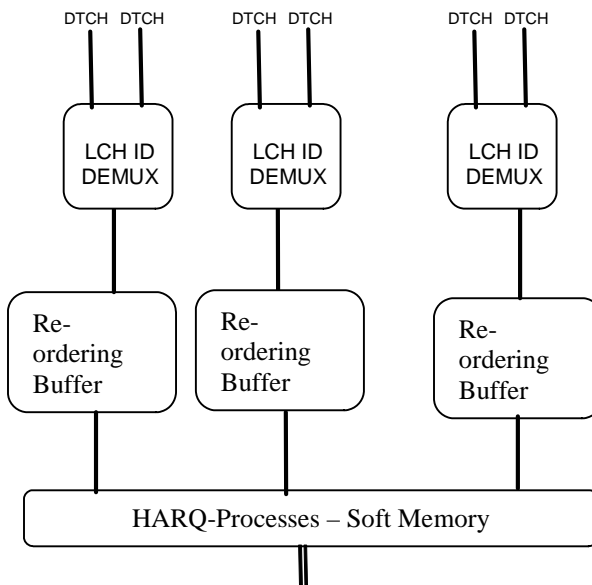 DTCH DTCH DTCH DTCH DTCH DTCH
LCH ID
DEMUX
LCH ID
DEMUX
LCH ID
DEMUX
Re-
ordering
Buffer
Re-
ordering
Buffer
Re-
ordering
Buffer
HARQ-Processes – Soft Memory